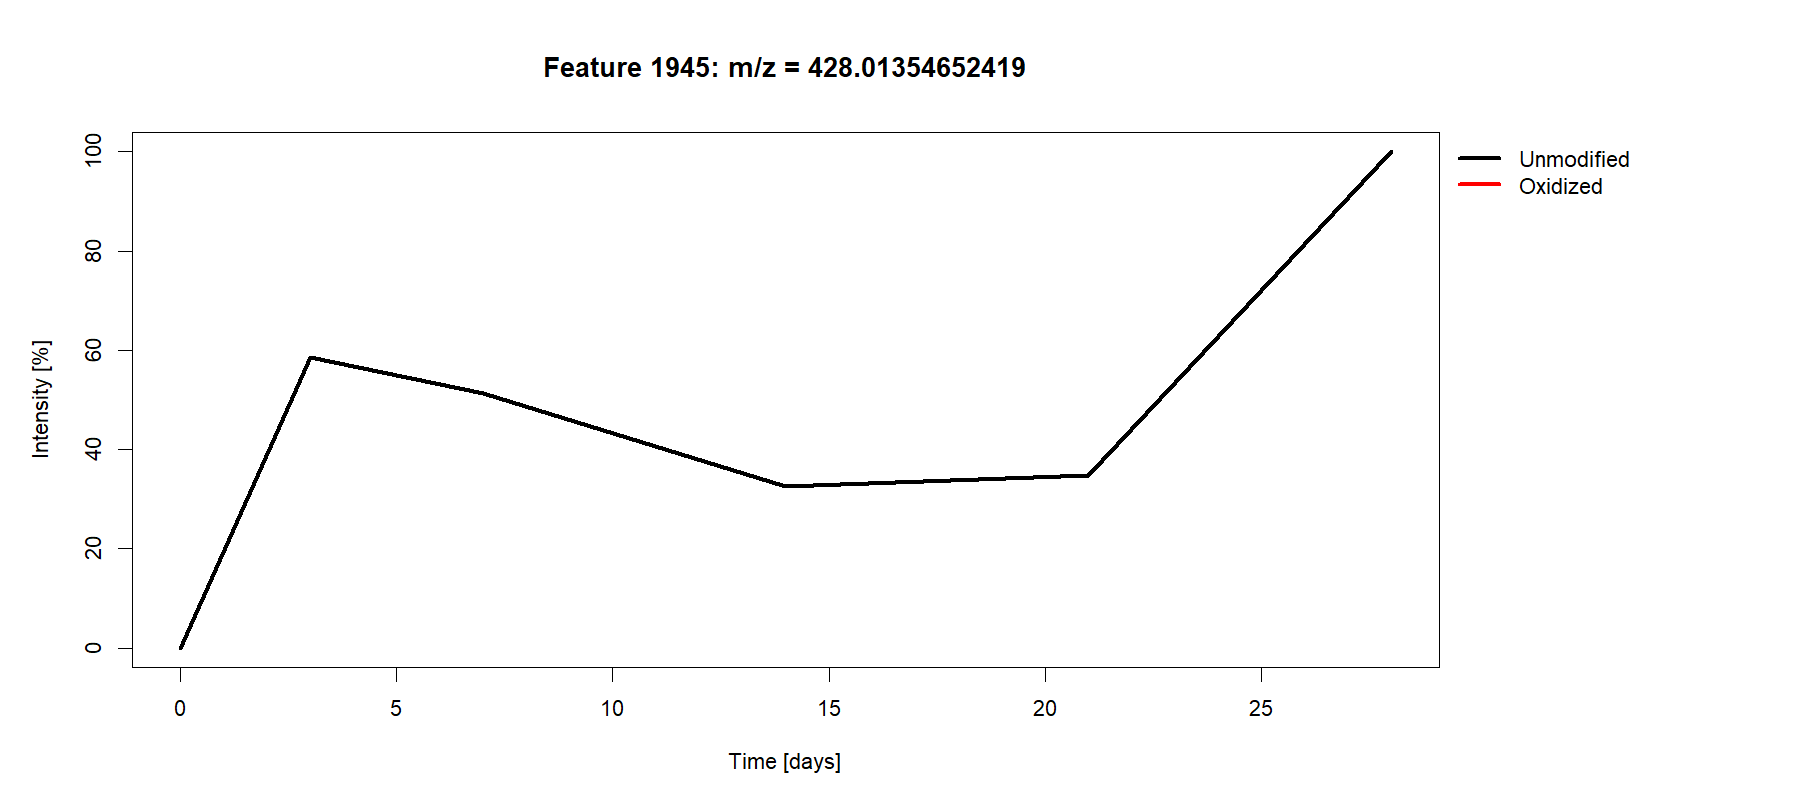 Feature 1945: m/z = 428.01354652419
Unmodified
Oxidized
Intensity [%]
100
80
60
40
20
0
0 5 10 15 20 25
Time [days]